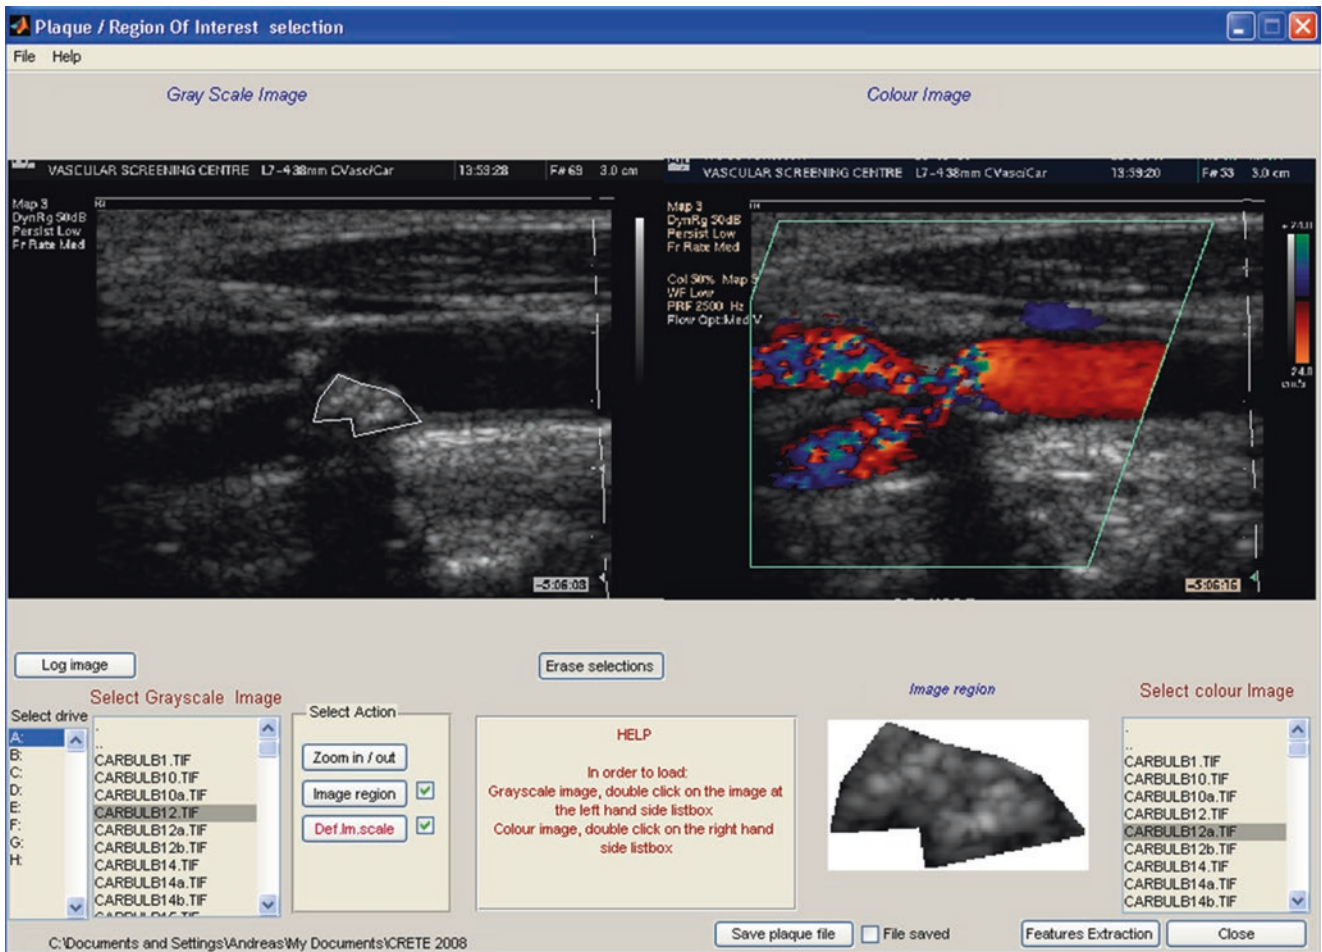 Plaque / Region Of Interest selection
File Help
Gray Scale Image
Colour Image
VASCULAR SCREENING CENTRE L7-4 38mm CVasc/Car 13:59:28 F# 69 3.0 cm
Map 3
DynRg 50dB
Persist Low
Fr Rate Med
-5:06:08
VASCULAR SCREENING CENTRE L7-4 38mm CVasc/Car 13:59:20 F# 53 3.0 cm
Map 3
DynRg 50dB
Persist Low
Fr Rate Med
Col 50% Map 5
WF Low
PRF 2500 Hz
Flow Opt:Med V
24.0
24.0
cm/s
-5:06:16
Log image
Erase selections
Select drive
A:
B:
C:
D:
E:
F:
G:
H:
Select Grayscale Image
.
..
CARBULB1.TIF
CARBULB10.TIF
CARBULB10a.TIF
CARBULB12.TIF
CARBULB12a.TIF
CARBULB12b.TIF
CARBULB14.TIF
CARBULB14a.TIF
CARBULB14b.TIF
Select Action
Zoom in / out
Image region
Def.Im.scale
HELP
In order to load:
Grayscale image, double click on the image at
the left hand side listbox
Colour image, double click on the right hand
side listbox
Image region
Select colour Image
.
..
CARBULB1.TIF
CARBULB10.TIF
CARBULB10a.TIF
CARBULB12.TIF
CARBULB12a.TIF
CARBULB12b.TIF
CARBULB14.TIF
CARBULB14a.TIF
CARBULB14b.TIF
C:\Documents and Settings\Andreas\My Documents\CRETE 2008
Save plaque file
File saved
Features Extraction
Close